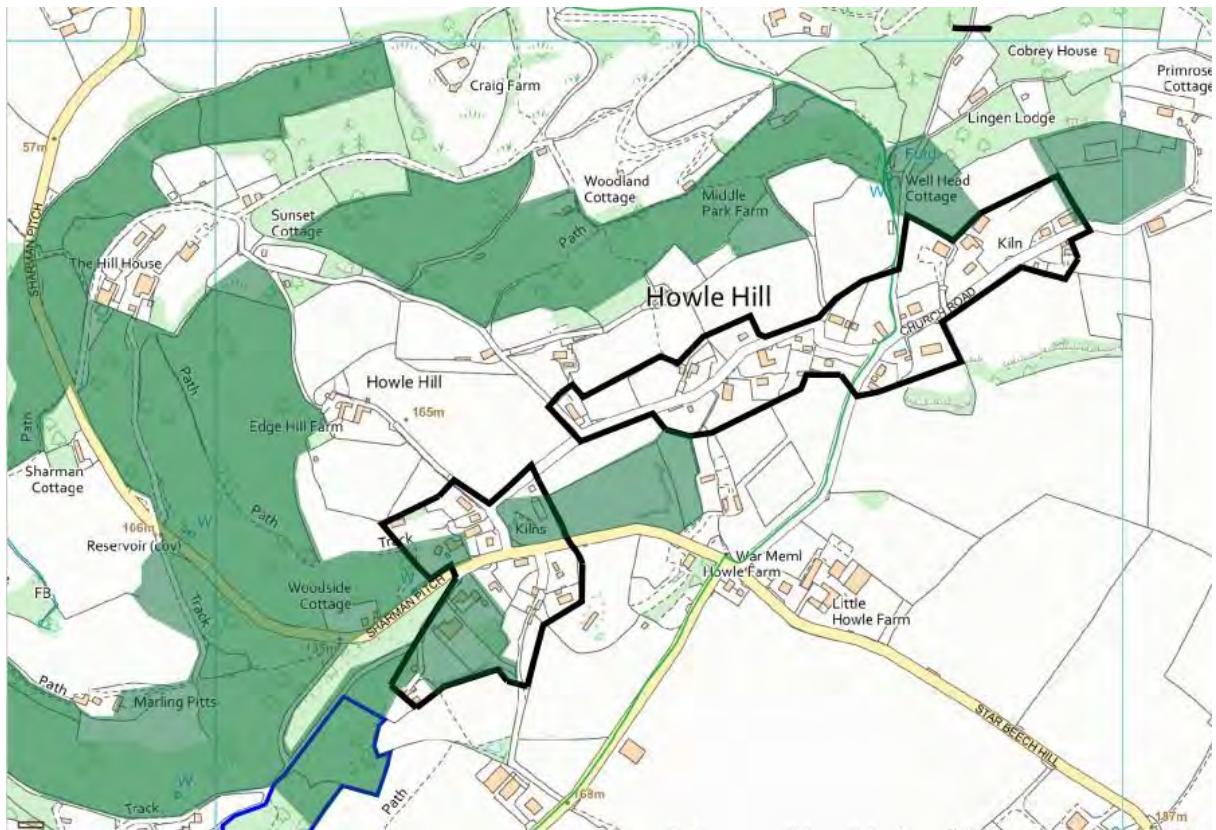 Cobrey House
Craig Farm
Primrose
Cottage
57m
Lingen Lodge
Ford
Woodland
Cottage
Middle
Park Farm
W
Well Head
Cottage
Sunset
Cottage
Path
SHARMAN PITCH
The Hill House
Kiln
Howle Hill
CHURCH ROAD
Path
Howle Hill
165m
Path
Edge Hill Farm
Sharman
Cottage
106m
W
Path
Reservoir (cov)
Track
Kilns
W
War Meml
Howle Farm
Woodside
Cottage
SHARMAN PITCH
Little
Howle Farm
FB
Track
135m
Path
Marling Pitts
STAR BEECH HILL
W
Track
Path
168m
187m